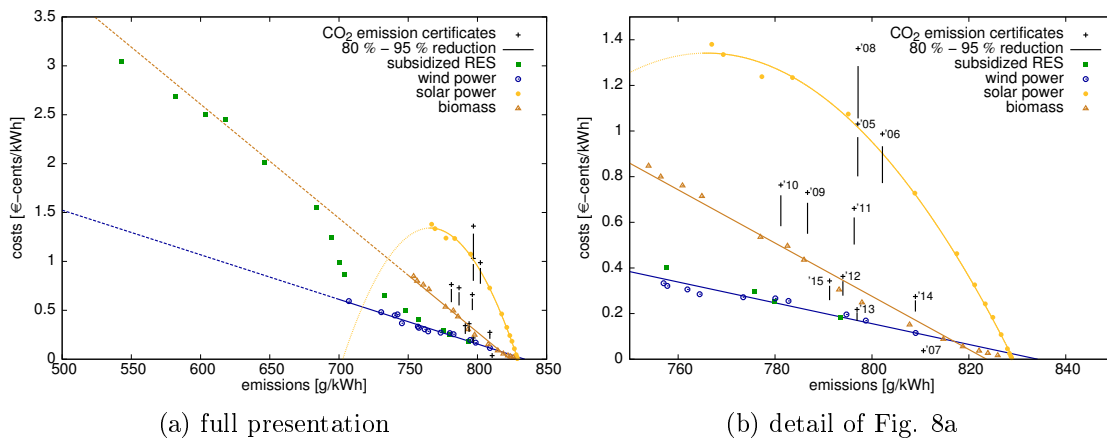 CO2 emission certificates
80 % – 95 % reduction
subsidized RES
wind power
solar power
biomass
costs [€–cents/kWh]
3.5
3
2.5
2
1.5
1
0.5
0
500
550
600
650
700
750
800
850
emissions [g/kWh]
(a) full presentation
CO2 emission certificates
80 % – 95 % reduction
subsidized RES
wind power
solar power
biomass
costs [€–cents/kWh]
1.4
1.2
1
0.8
0.6
0.4
0.2
0
'08
'05
'06
'10
'09
'11
'15
'12
'13
'14
'07
760
780
800
820
840
emissions [g/kWh]
(b) detail of Fig. 8a